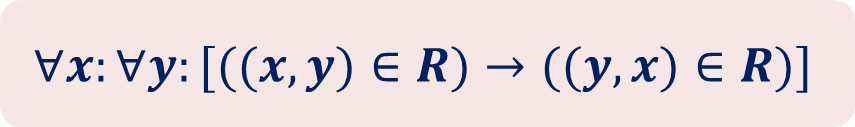 ∀x: ∀y: [((x, y) ∈ R) → ((y, x) ∈ R)]